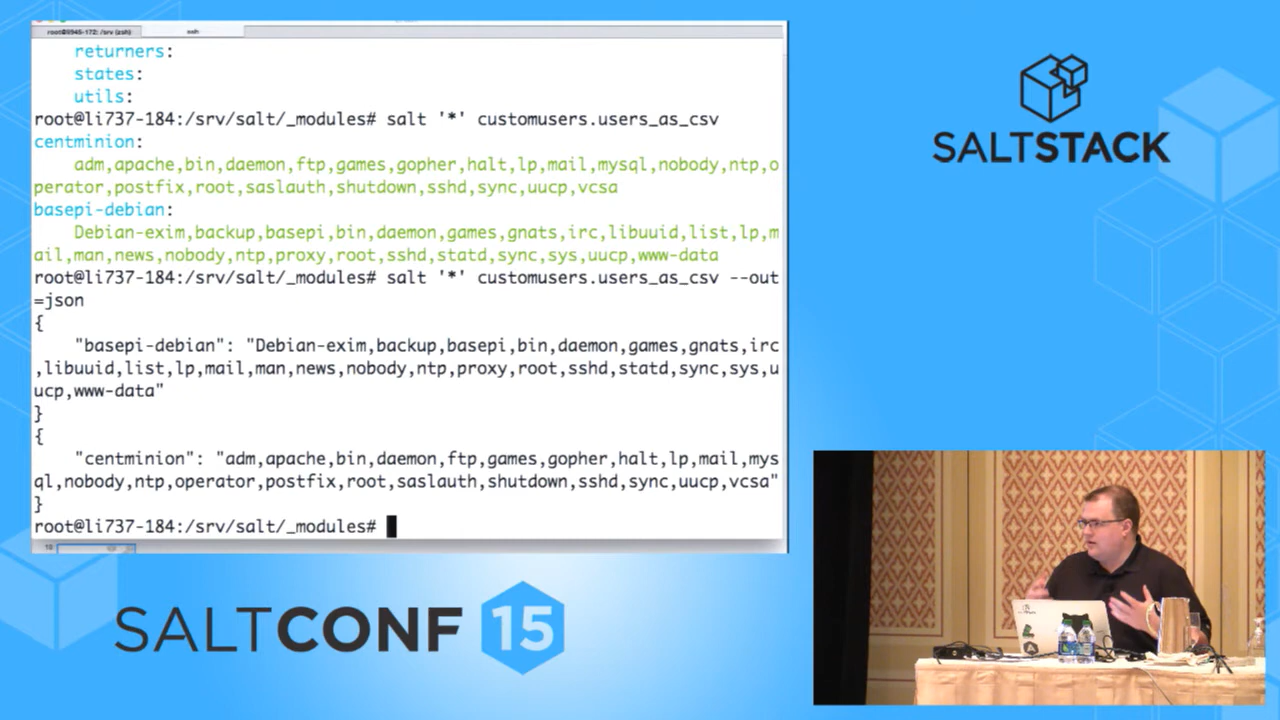 root@li945-172: /srv (zsh)
ssh
returners:
states:
utils:
root@li737-184:/srv/salt/_modules# salt '*' customusers.users_as_csv
centminion:
adm,apache,bin,daemon,ftp,games,gopher,halt,lp,mail,mysql,nobody,ntp,o
perator,postfix,root,saslauth,shutdown,sshd,sync,uucp,vcsa
basepi-debian:
Debian-exim,backup,basepi,bin,daemon,games,gnats,irc,libuuid,list,lp,m
ail,man,news,nobody,ntp,proxy,root,sshd,statd,sync,sys,uucp,www-data
root@li737-184:/srv/salt/_modules# salt '*' customusers.users_as_csv --out
=json
{
"basepi-debian": "Debian-exim,backup,basepi,bin,daemon,games,gnats,irc
,libuuid,list,lp,mail,man,news,nobody,ntp,proxy,root,sshd,statd,sync,sys,u
ucp,www-data"
}
{
"centminion": "adm,apache,bin,daemon,ftp,games,gopher,halt,lp,mail,mys
ql,nobody,ntp,operator,postfix,root,saslauth,shutdown,sshd,sync,uucp,vcsa"
}
root@li737-184:/srv/salt/_modules#
10
SALTSTACK
SALTCONF 15